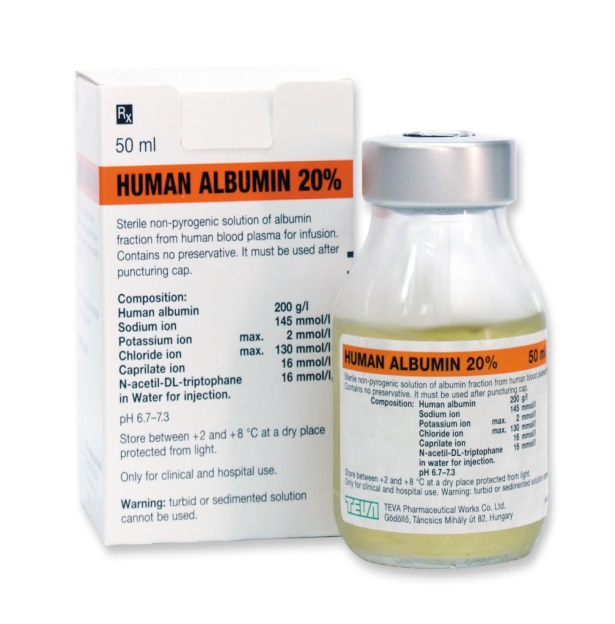 Rx
50 ml
HUMAN ALBUMIN 20%
Sterile non-pyrogenic solution of albumin
fraction from human blood plasma for infusion.
Contains no preservative. It must be used after
puncturing cap.
Composition:
Human albumin 200 g/l
Sodium ion 145 mmol/l
Potassium ion max. 2 mmol/l
Chloride ion max. 130 mmol/l
Caprilate ion 16 mmol/l
N-acetil-DL-triptophane 16 mmol/l
in Water for injection.
pH 6.7–7.3
Store between +2 and +8 °C at a dry place
protected from light.
Only for clinical and hospital use.
Warning: turbid or sedimented solution
cannot be used.
HUMAN ALBUMIN 20% 50 ml
Sterile non-pyrogenic solution of albumin fraction from human blood
Contains no preservative. It must be used after puncturing cap.
Composition: Human albumin 200 g/l
Sodium ion 145 mmol/l
Potassium ion max. 2 mmol/l
Chloride ion max. 130 mmol/l
Caprilate ion 16 mmol/l
N-acetil-DL-triptophane 16 mmol/l
in water for injection.
pH 6.7–7.3
Store between +2 and +8 °C at a dry place protected from light.
Only for clinical and hospital use. Warning: turbid or sedimented solution
TEVA TEVA Pharmaceutical Works Co. Ltd.
Gödöllő, Táncsics Mihály út 82. Hungary